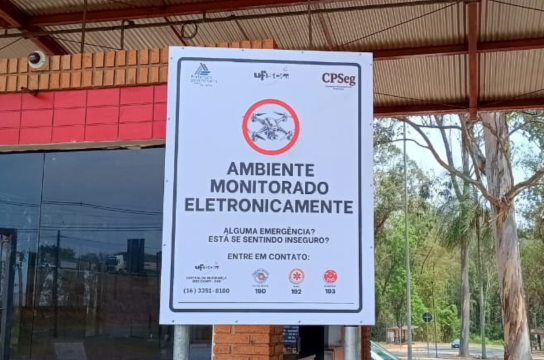 CPSeg
AMBIENTE
MONITORADO
ELETRONICAMENTE
ALGUMA EMERGÊNCIA?
ESTÁ SE SENTINDO INSEGURO?
ENTRE EM CONTATO:
(16) 3351-8100
190
192
193